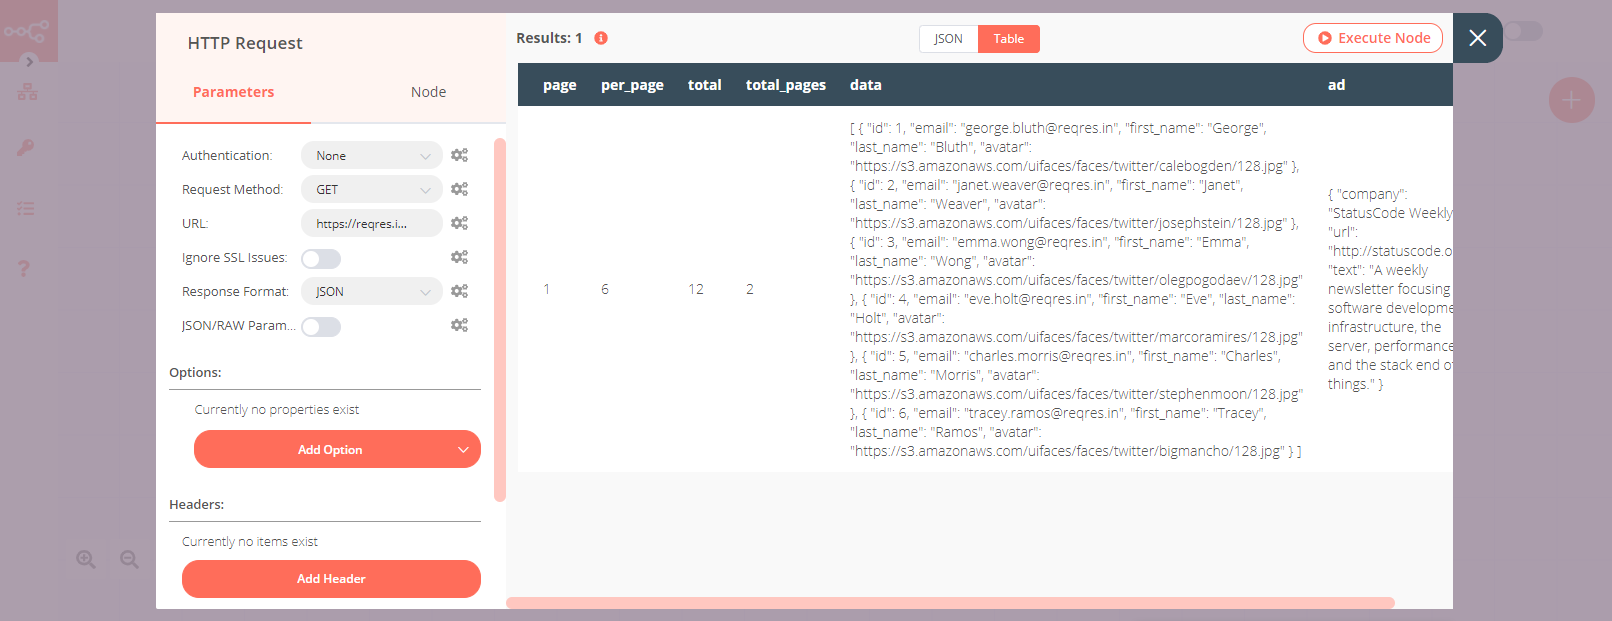 HTTP Request
Parameters
Node
Authentication:
None
Request Method:
GET
URL:
https://reqres.i...
Ignore SSL Issues:
Response Format:
JSON
JSON/RAW Param...
Options:
Currently no properties exist
Add Option
Headers:
Currently no items exist
Add Header
Results: 1
JSON
Table
Execute Node
page
per_page
total
total_pages
data
ad
1
6
12
2
[ { "id": 1, "email": "george.bluth@reqres.in", "first_name": "George",
"last_name": "Bluth", "avatar":
"https://s3.amazonaws.com/uifaces/faces/twitter/calebogden/128.jpg" },
{ "id": 2, "email": "janet.weaver@reqres.in", "first_name": "Janet",
"last_name": "Weaver", "avatar":
"https://s3.amazonaws.com/uifaces/faces/twitter/josephstein/128.jpg" },
{ "id": 3, "email": "emma.wong@reqres.in", "first_name": "Emma",
"last_name": "Wong", "avatar":
"https://s3.amazonaws.com/uifaces/faces/twitter/olegpogodaev/128.jpg"
}, { "id": 4, "email": "eve.holt@reqres.in", "first_name": "Eve", "last_name":
"Holt", "avatar":
"https://s3.amazonaws.com/uifaces/faces/twitter/marcoramires/128.jpg"
}, { "id": 5, "email": "charles.morris@reqres.in", "first_name": "Charles",
"last_name": "Morris", "avatar":
"https://s3.amazonaws.com/uifaces/faces/twitter/stephenmoon/128.jpg"
}, { "id": 6, "email": "tracey.ramos@reqres.in", "first_name": "Tracey",
"last_name": "Ramos", "avatar":
"https://s3.amazonaws.com/uifaces/faces/twitter/bigmancho/128.jpg" } ]
{ "company":
"StatusCode Weekly
"url":
"http://statuscode.o
"text": "A weekly
newsletter focusing
software developme
infrastructure, the
server, performance
and the stack end o
things." }